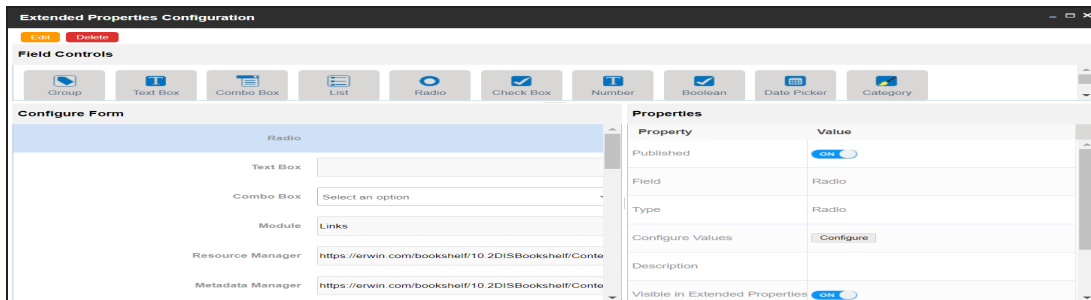 Extended Properties Configuration
Edit Delete
Field Controls
Group Text Box Combo Box List Radio Check Box Number Boolean Date Picker Category
Configure Form
Radio
Text Box
Combo Box Select an option
Module Links
Resource Manager https://erwin.com/bookshelf/10.2DISBookshelf/Conte
Metadata Manager https://erwin.com/bookshelf/10.2DISBookshelf/Conte
Properties
Property Value
Published ON
Field Radio
Type Radio
Configure Values Configure
Description
Visible in Extended Properties ON